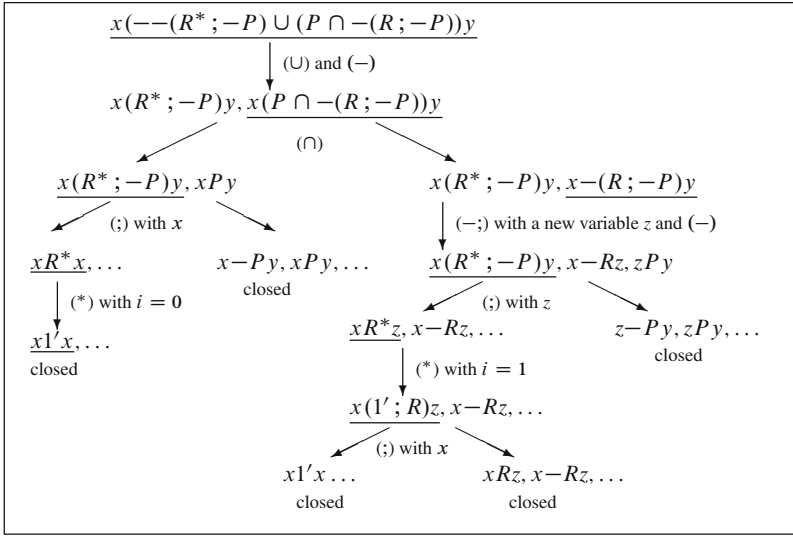 x(−−(R* ; −P) ∪ (P ∩ −(R ; −P))y
(∪) and (−)
x(R* ; −P)y, x(P ∩ −(R ; −P))y
(∩)
x(R* ; −P)y, xPy x(R* ; −P)y, x−(R ; −P)y
(;) with x (−;) with a new variable z and (−)
xR*x, ... x−Py, xPy, ... x(R* ; −P)y, x−Rz, zPy
closed
(*) with i = 0 (;) with z
x1′x, ... xR*z, x−Rz, ... z−Py, zPy, ...
closed closed
(*) with i = 1
x(1′ ; R)z, x−Rz, ...
(;) with x
x1′x ... xRz, x−Rz, ...
closed closed